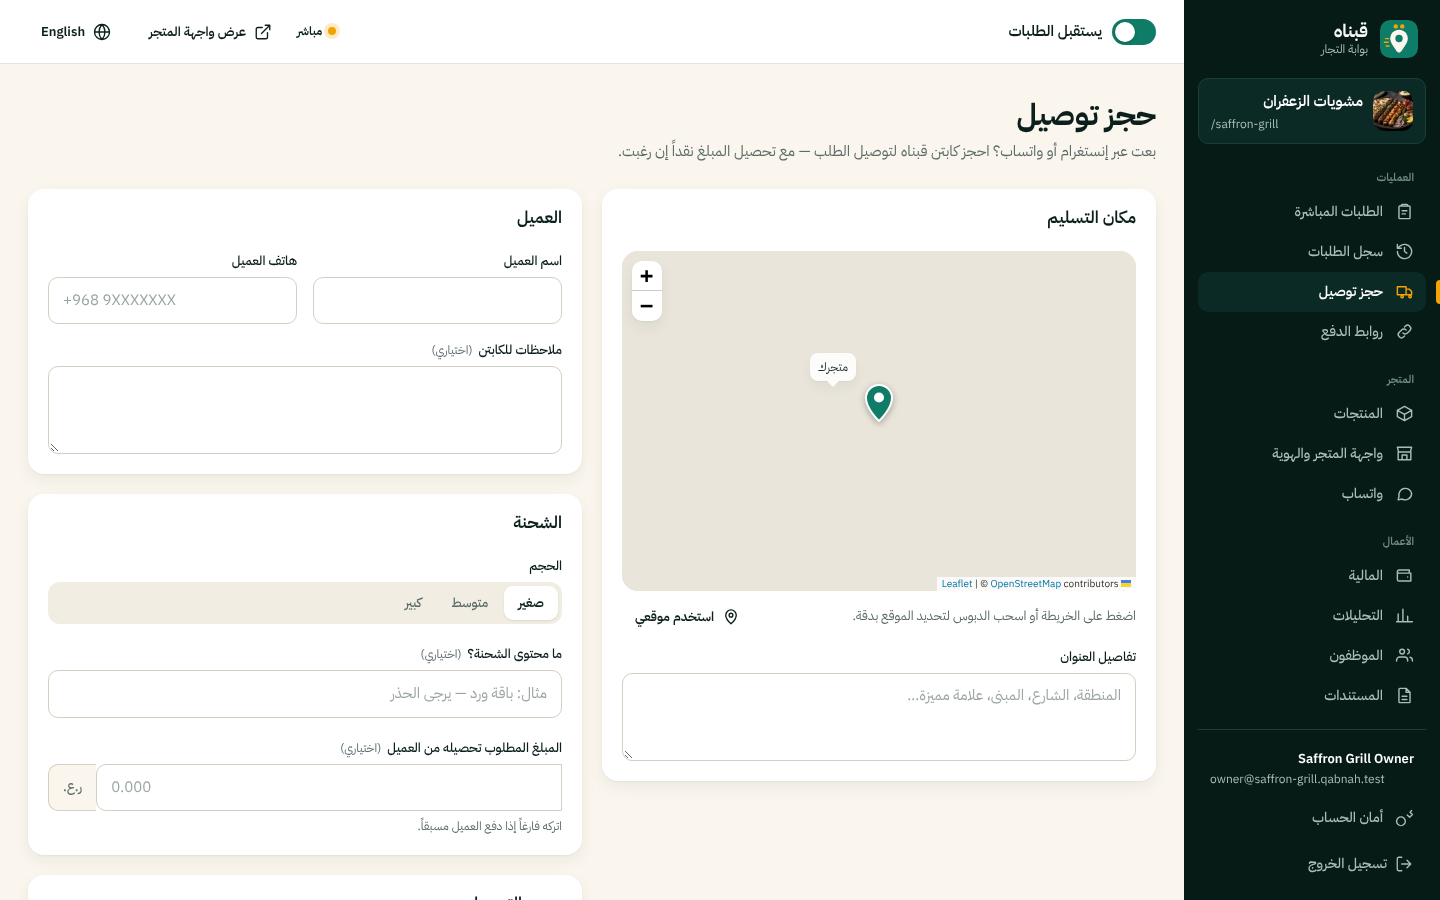 قبناه
بوابة التجار
مشويات الزعفران
/saffron-grill
العمليات
الطلبات المباشرة
سجل الطلبات
حجز توصيل
روابط الدفع
المتجر
المنتجات
واجهة المتجر والهوية
واتساب
الأعمال
المالية
التحليلات
الموظفون
المستندات
Saffron Grill Owner
owner@saffron-grill.qabnah.test
أمان الحساب
تسجيل الخروج
يستقبل الطلبات
مباشر
عرض واجهة المتجر
English
حجز توصيل
بعت عبر إنستغرام أو واتساب؟ احجز كابتن قبناه لتوصيل الطلب — مع تحصيل المبلغ نقداً إن رغبت.
مكان التسليم
+
−
متجرك
Leaflet | © OpenStreetMap contributors
اضغط على الخريطة أو اسحب الدبوس لتحديد الموقع بدقة.
استخدم موقعي
تفاصيل العنوان
المنطقة، الشارع، المبنى، علامة مميزة...
العميل
اسم العميل
هاتف العميل
+968 9XXXXXXX
ملاحظات للكابتن (اختياري)
الشحنة
الحجم
صغير
متوسط
كبير
ما محتوى الشحنة؟ (اختياري)
مثال: باقة ورد — يرجى الحذر
المبلغ المطلوب تحصيله من العميل (اختياري)
0.000
ر.ع.
اتركه فارغاً إذا دفع العميل مسبقاً.